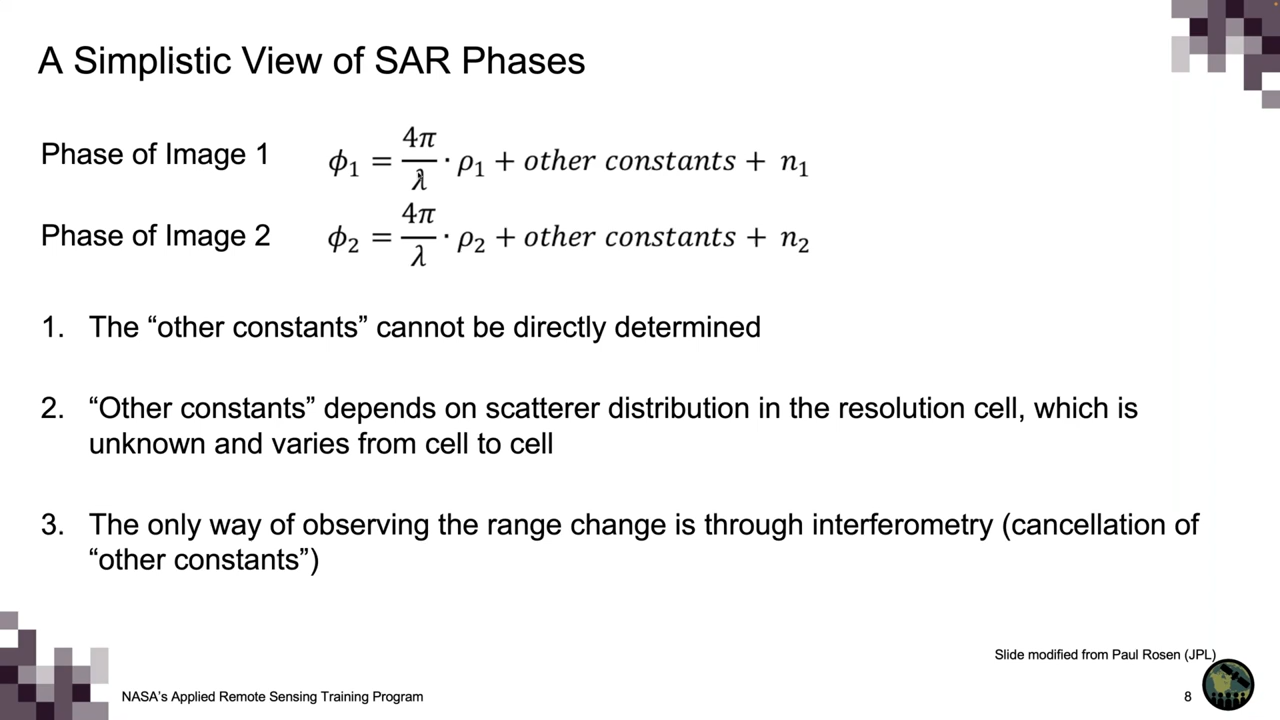 A Simplistic View of SAR Phases
Phase of Image 1 ϕ₁ = 4π/λ · ρ₁ + other constants + n₁
Phase of Image 2 ϕ₂ = 4π/λ · ρ₂ + other constants + n₂
1. The “other constants” cannot be directly determined
2. “Other constants” depends on scatterer distribution in the resolution cell, which is
unknown and varies from cell to cell
3. The only way of observing the range change is through interferometry (cancellation of
“other constants”)
Slide modified from Paul Rosen (JPL)
NASA’s Applied Remote Sensing Training Program
8